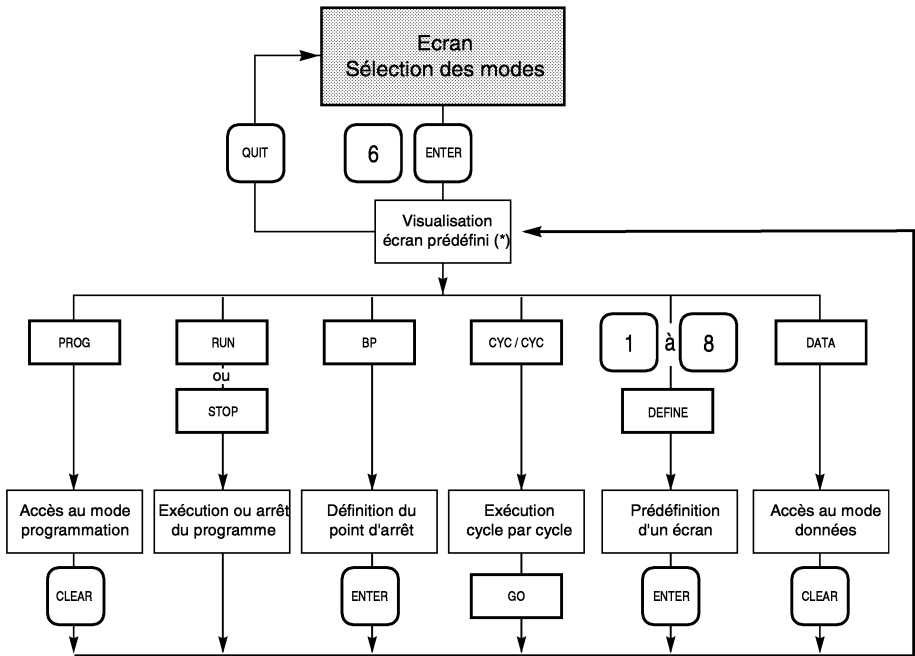 Ecran
Sélection des modes
QUIT
6
ENTER
Visualisation
écran prédéfini (*)
PROG
RUN
ou
STOP
BP
CYC / CYC
1 à 8
DEFINE
DATA
Accès au mode
programmation
Exécution ou arrêt
du programme
Définition du
point d'arrêt
Exécution
cycle par cycle
Prédéfinition
d'un écran
Accès au mode
données
CLEAR
ENTER
GO
ENTER
CLEAR